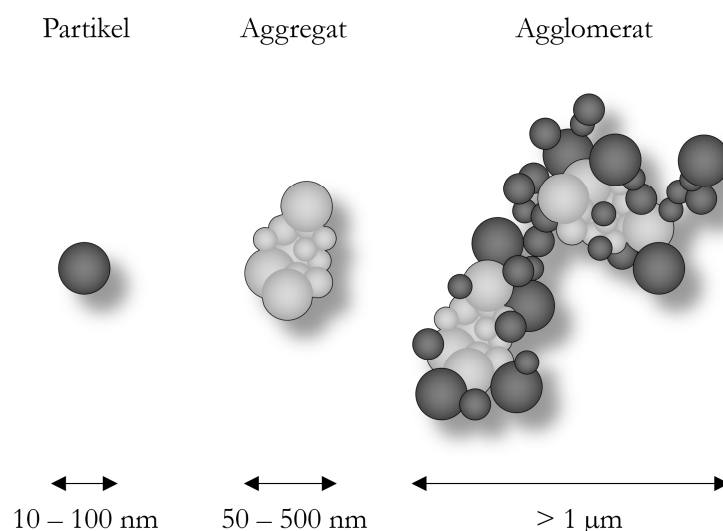 Partikel Aggregat Agglomerat
10 – 100 nm 50 – 500 nm > 1 µm